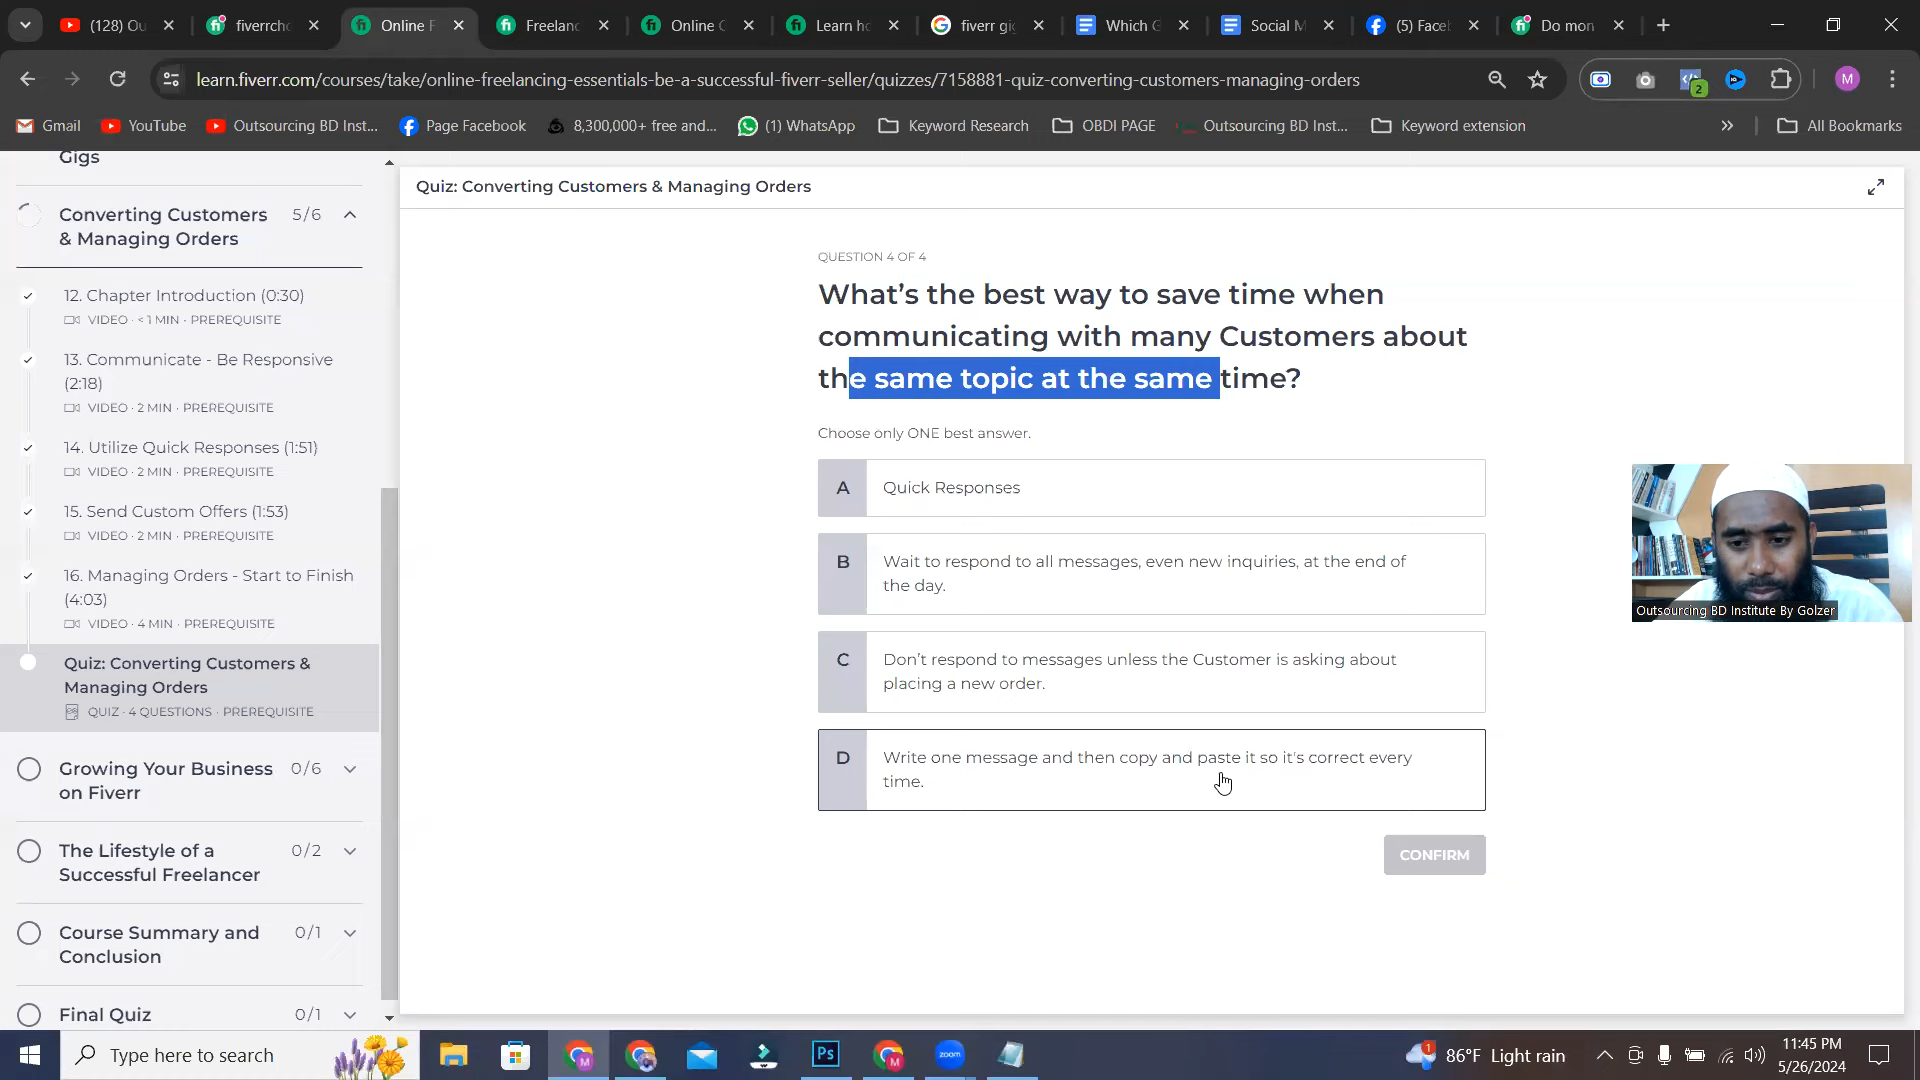 (128) Ou
fiverrcho
Online F
Freelanc
Online C
Learn ho
fiverr gig
Which G
Social M
(5) Faceb
Do mon
learn.fiverr.com/courses/take/online-freelancing-essentials-be-a-successful-fiverr-seller/quizzes/7158881-quiz-converting-customers-managing-orders
2
M
Gmail
YouTube
Outsourcing BD Inst...
Page Facebook
8,300,000+ free and...
(1) WhatsApp
Keyword Research
OBDI PAGE
Outsourcing BD Inst...
Keyword extension
»
All Bookmarks
Gigs
Converting Customers
& Managing Orders
5/6
12. Chapter Introduction (0:30)
VIDEO · < 1 MIN · PREREQUISITE
13. Communicate - Be Responsive
(2:18)
VIDEO · 2 MIN · PREREQUISITE
14. Utilize Quick Responses (1:51)
VIDEO · 2 MIN · PREREQUISITE
15. Send Custom Offers (1:53)
VIDEO · 2 MIN · PREREQUISITE
16. Managing Orders - Start to Finish
(4:03)
VIDEO · 4 MIN · PREREQUISITE
Quiz: Converting Customers &
Managing Orders
QUIZ · 4 QUESTIONS · PREREQUISITE
Growing Your Business
on Fiverr
0/6
The Lifestyle of a
Successful Freelancer
0/2
Course Summary and
Conclusion
0/1
Final Quiz
0/1
Quiz: Converting Customers & Managing Orders
QUESTION 4 OF 4
What's the best way to save time when
communicating with many Customers about
the same topic at the same time?
Choose only ONE best answer.
A
Quick Responses
B
Wait to respond to all messages, even new inquiries, at the end of
the day.
C
Don't respond to messages unless the Customer is asking about
placing a new order.
D
Write one message and then copy and paste it so it's correct every
time.
CONFIRM
Outsourcing BD Institute By Golzer
Type here to search
Ps
zoom
1
86°F Light rain
11:45 PM
5/26/2024